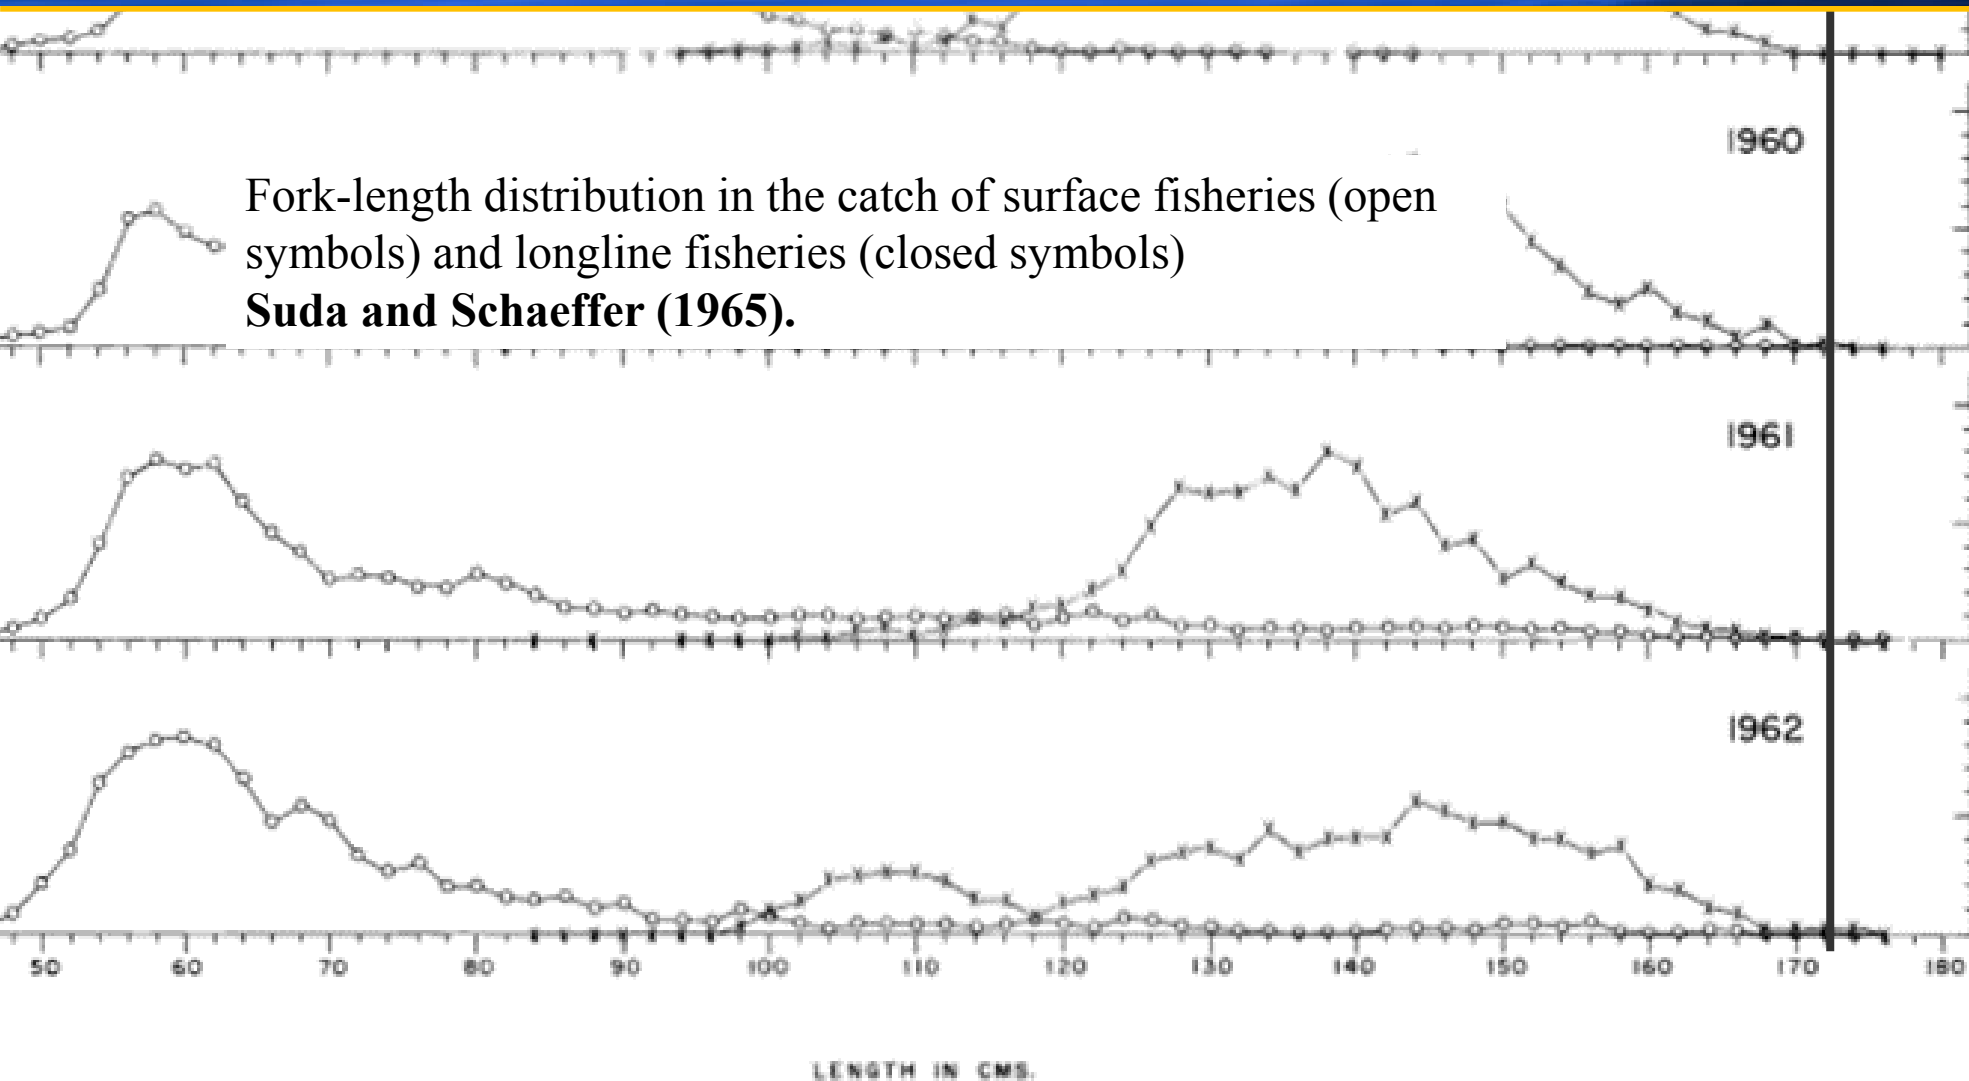 1960
Fork-length distribution in the catch of surface fisheries (open
symbols) and longline fisheries (closed symbols)
Suda and Schaeffer (1965).
1961
1962
50 60 70 80 90 100 110 120 130 140 150 160 170 180
LENGTH IN CMS.